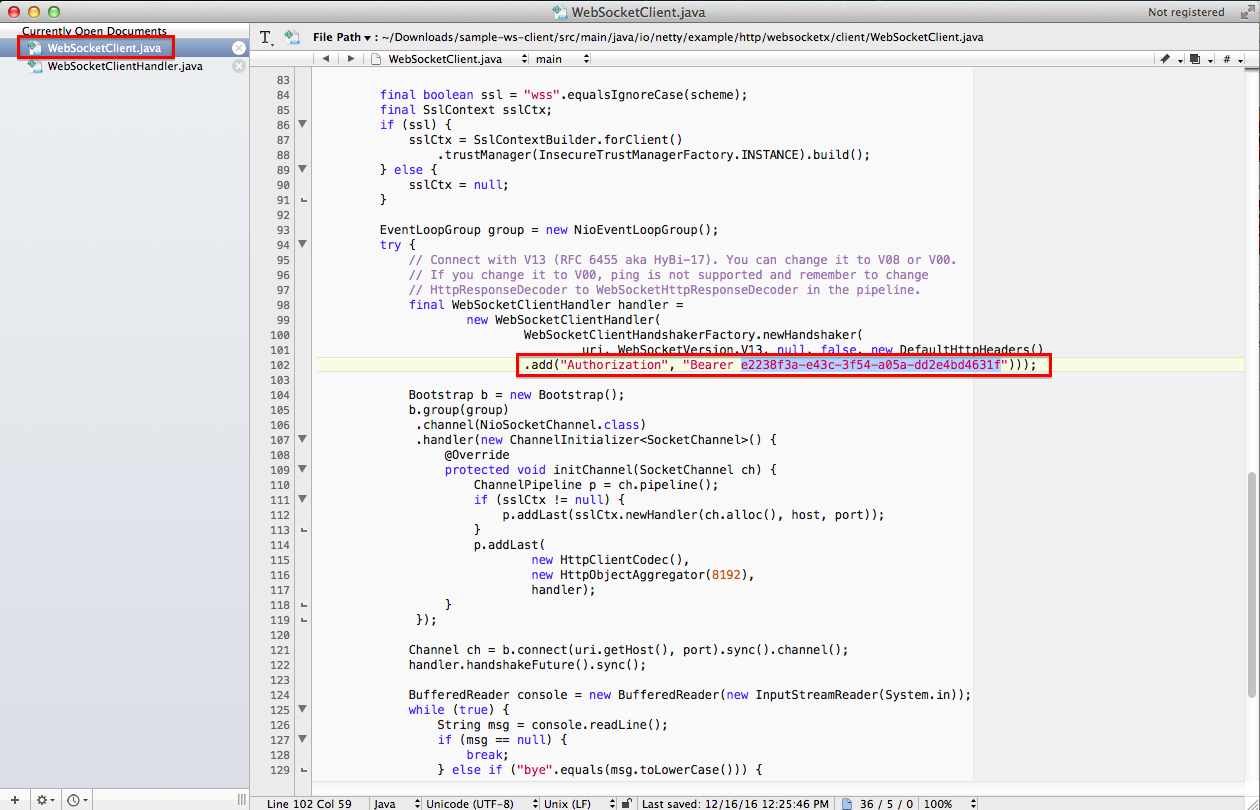 WebSocketClient.java
Not registered
Currently Open Documents
WebSocketClient.java
WebSocketClientHandler.java
T. File Path ▾ : ~/Downloads/sample-ws-client/src/main/java/io/netty/example/http/websocketx/client/WebSocketClient.java
WebSocketClient.java main #
83
84 final boolean ssl = "wss".equalsIgnoreCase(scheme);
85 final SslContext sslCtx;
86 if (ssl) {
87 sslCtx = SslContextBuilder.forClient()
88 .trustManager(InsecureTrustManagerFactory.INSTANCE).build();
89 } else {
90 sslCtx = null;
91 }
92
93 EventLoopGroup group = new NioEventLoopGroup();
94 try {
95 // Connect with V13 (RFC 6455 aka HyBi-17). You can change it to V08 or V00.
96 // If you change it to V00, ping is not supported and remember to change
97 // HttpResponseDecoder to WebSocketHttpResponseDecoder in the pipeline.
98 final WebSocketClientHandler handler =
99 new WebSocketClientHandler(
100 WebSocketClientHandshakerFactory.newHandshaker(
101 uri, WebSocketVersion.V13, null, false, new DefaultHttpHeaders()
102 .add("Authorization", "Bearer e2238f3a-e43c-3f54-a05a-dd2e4bd4631f")));
103
104 Bootstrap b = new Bootstrap();
105 b.group(group)
106 .channel(NioSocketChannel.class)
107 .handler(new ChannelInitializer<SocketChannel>() {
108 @Override
109 protected void initChannel(SocketChannel ch) {
110 ChannelPipeline p = ch.pipeline();
111 if (sslCtx != null) {
112 p.addLast(sslCtx.newHandler(ch.alloc(), host, port));
113 }
114 p.addLast(
115 new HttpClientCodec(),
116 new HttpObjectAggregator(8192),
117 handler);
118 }
119 });
120
121 Channel ch = b.connect(uri.getHost(), port).sync().channel();
122 handler.handshakeFuture().sync();
123
124 BufferedReader console = new BufferedReader(new InputStreamReader(System.in));
125 while (true) {
126 String msg = console.readLine();
127 if (msg == null) {
128 break;
129 } else if ("bye".equals(msg.toLowerCase())) {
Line 102 Col 59 Java Unicode (UTF-8) Unix (LF) Last saved: 12/16/16 12:25:46 PM 36 / 5 / 0 100%